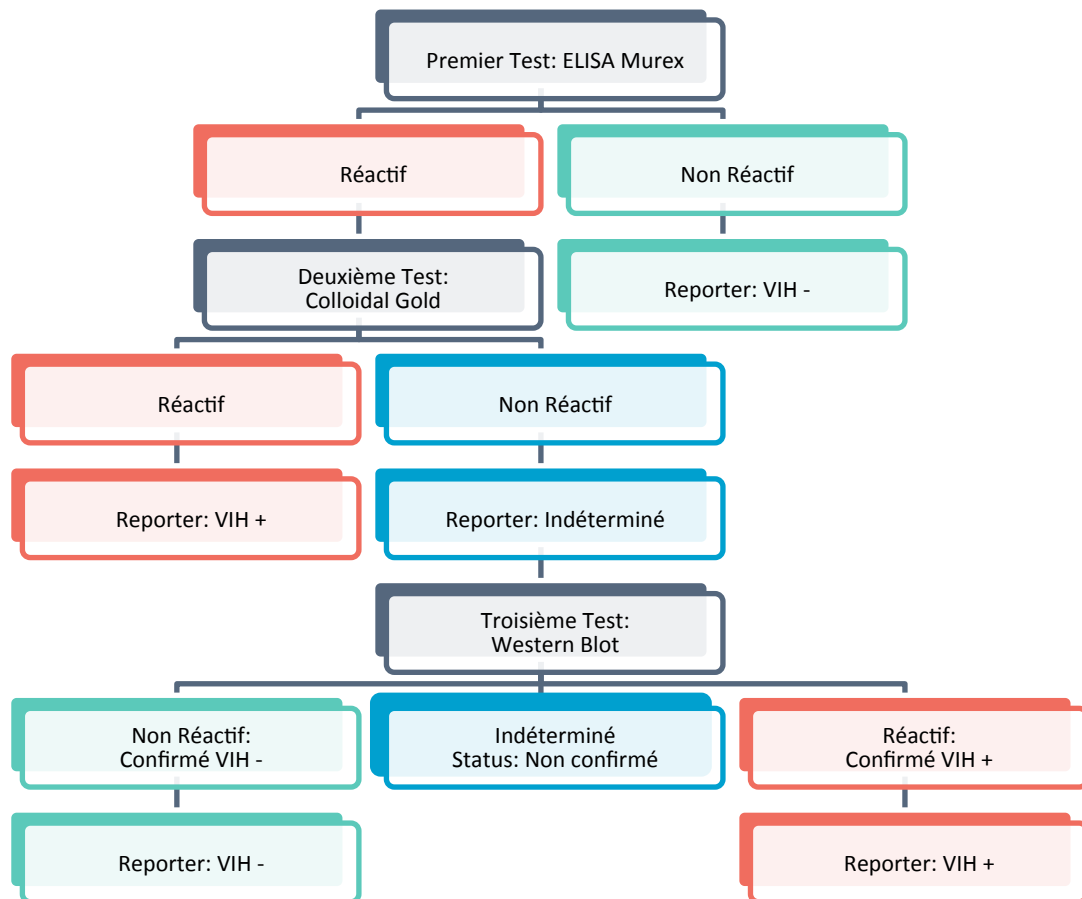 Premier Test: ELISA Murex
Réactif
Non Réactif
Deuxième Test:
Colloidal Gold
Reporter: VIH -
Réactif
Non Réactif
Reporter: VIH +
Reporter: Indéterminé
Troisième Test:
Western Blot
Non Réactif:
Confirmé VIH -
Indéterminé
Status: Non confirmé
Réactif:
Confirmé VIH +
Reporter: VIH -
Reporter: VIH +